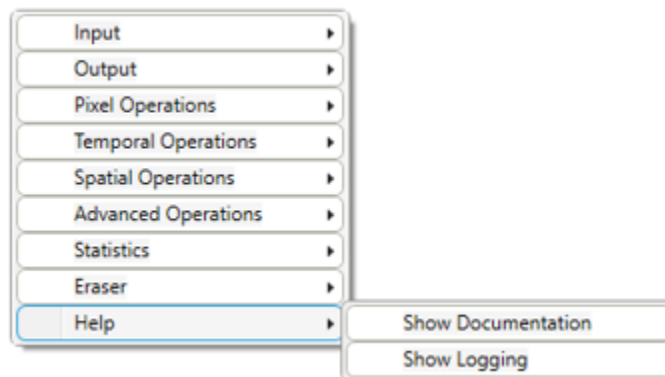 Input
Output
Pixel Operations
Temporal Operations
Spatial Operations
Advanced Operations
Statistics
Eraser
Help
Show Documentation
Show Logging